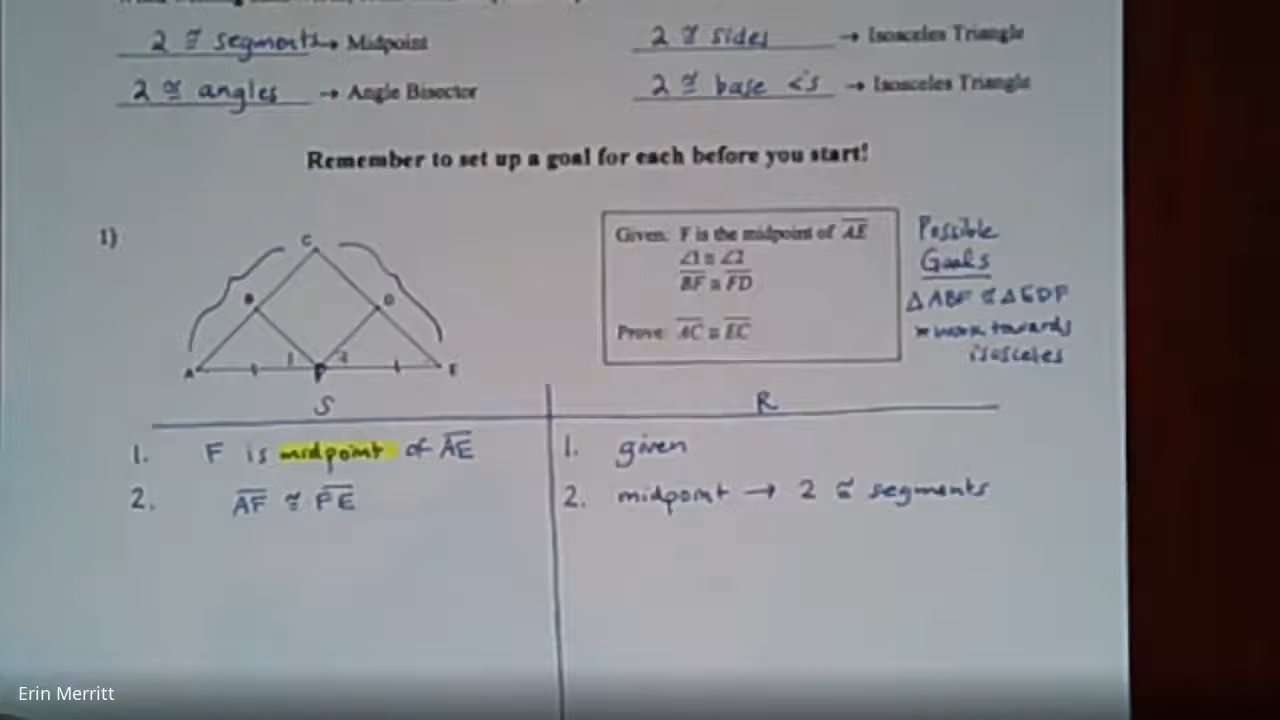 2 ≅ segments → Midpoint
2 ≅ sides → Isosceles Triangle
2 ≅ angles → Angle Bisector
2 ≅ base <'s → Isosceles Triangle
Remember to set up a goal for each before you start!
1)
C
B
D
A
1
F
2
E
Given: F is the midpoint of AE
∠1 ≅ ∠2
BF ≅ FD
Prove: AC ≅ EC
Possible
Goals
△ABF ≅ △EDF
work towards
isosceles
S
R
1. F is midpoint of AE
1. given
2. AF ≅ FE
2. midpoint → 2 ≅ segments
Erin Merritt